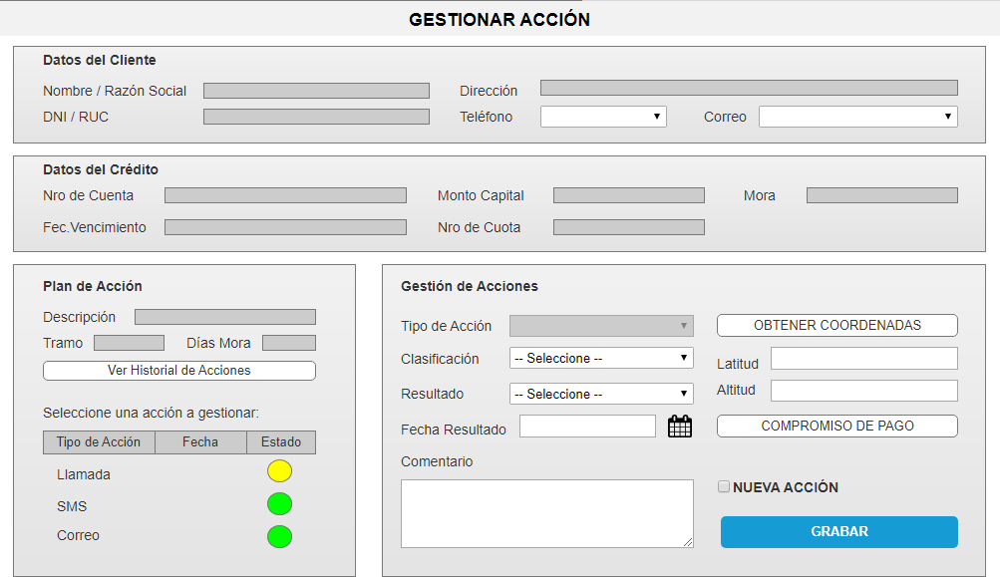 GESTIONAR ACCIÓN
Datos del Cliente
Nombre / Razón Social
Dirección
DNI / RUC
Teléfono
Correo
Datos del Crédito
Nro de Cuenta
Monto Capital
Mora
Fec.Vencimiento
Nro de Cuota
Plan de Acción
Descripción
Tramo
Días Mora
Ver Historial de Acciones
Seleccione una acción a gestionar:
Tipo de Acción Fecha Estado
Llamada
SMS
Correo
Gestión de Acciones
Tipo de Acción
Clasificación
-- Seleccione --
Resultado
-- Seleccione --
Fecha Resultado
Comentario
OBTENER COORDENADAS
Latitud
Altitud
COMPROMISO DE PAGO
NUEVA ACCIÓN
GRABAR